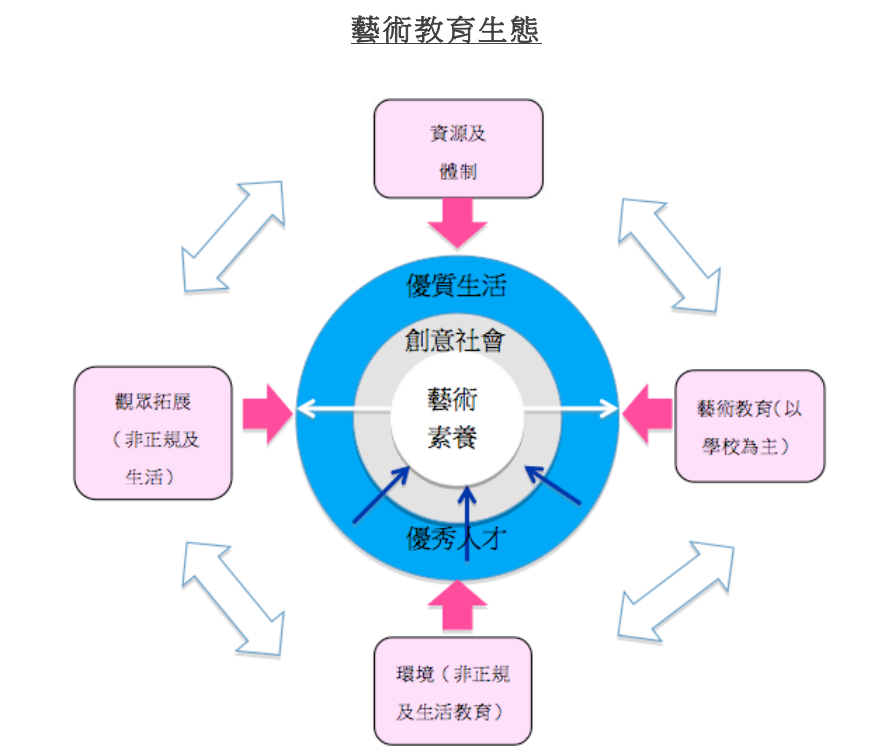 藝術教育生態
資源及
體制
優質生活
創意社會
藝術
素養
觀眾拓展
（非正規及
生活）
藝術教育（以
學校為主）
優秀人才
環境（非正規
及生活教育）